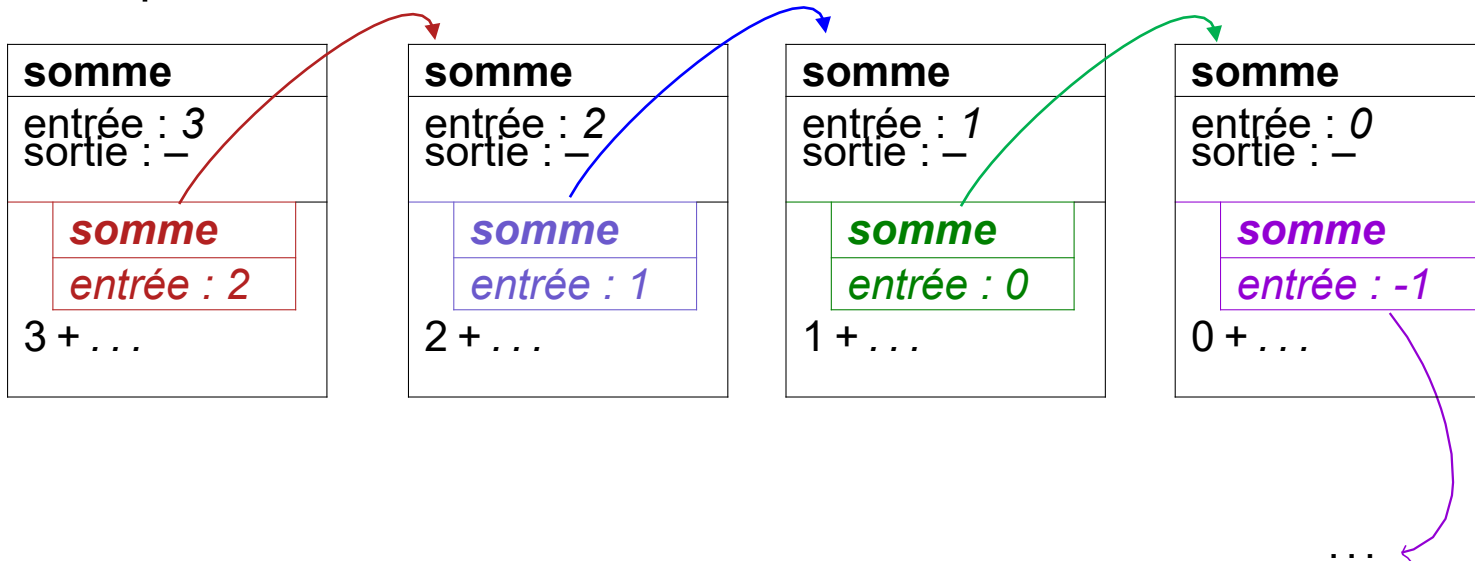 somme
entrée : 3
sortie : –
somme
entrée : 2
3 + . . .
somme
entrée : 2
sortie : –
somme
entrée : 1
2 + . . .
somme
entrée : 1
sortie : –
somme
entrée : 0
1 + . . .
somme
entrée : 0
sortie : –
somme
entrée : -1
0 + . . .
. . .